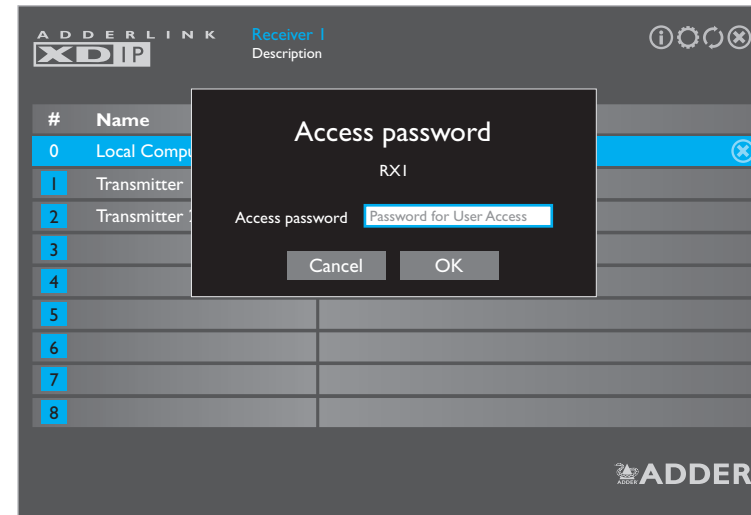 ADDERLINK Receiver 1
XDIP Description
# Name
Access password
0 Local Compu
RX1
1 Transmitter
2 Transmitter
Access password Password for User Access
3
Cancel OK
4
5
6
7
8
ADDER ADDER